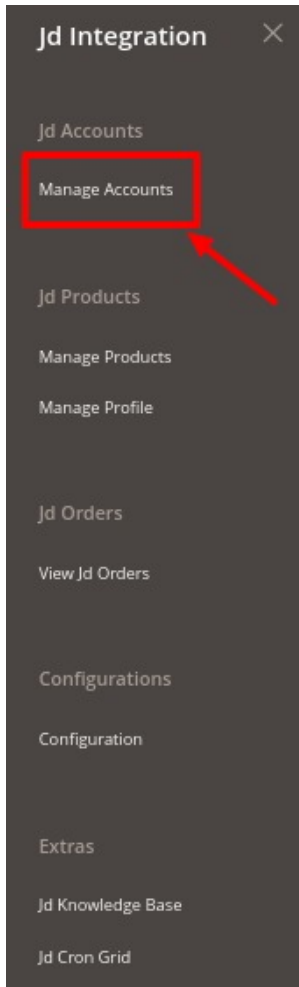 Jd Integration
Jd Accounts
Manage Accounts
Jd Products
Manage Products
Manage Profile
Jd Orders
View Jd Orders
Configurations
Configuration
Extras
Jd Knowledge Base
Jd Cron Grid